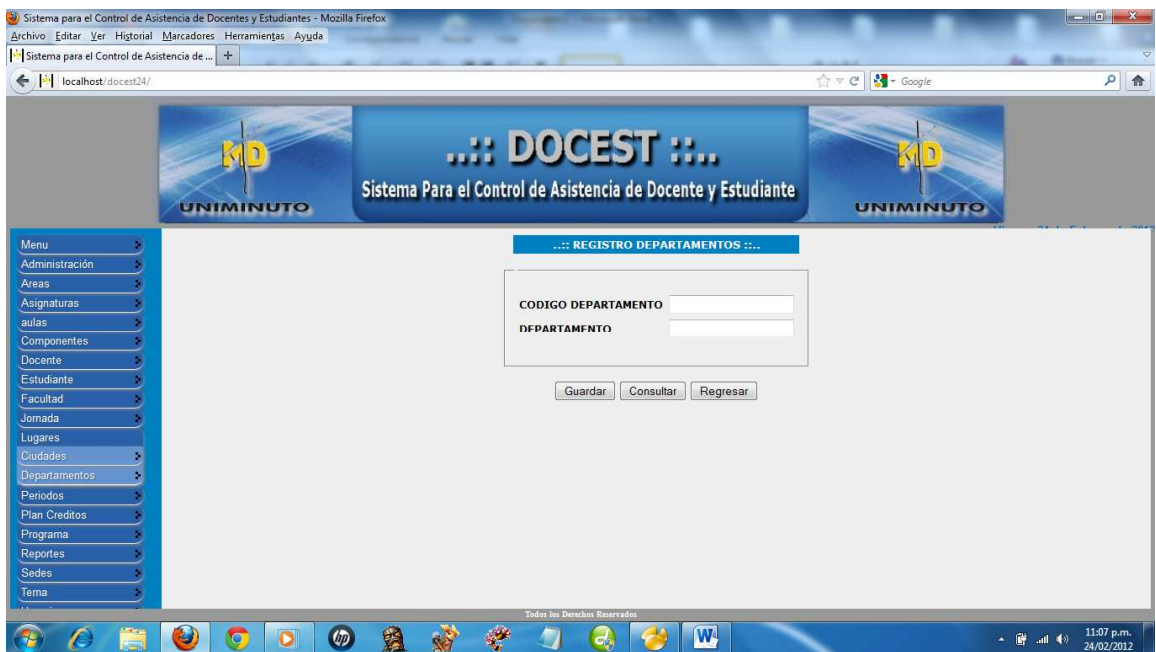 Sistema para el Control de Asistencia de Docentes y Estudiantes - Mozilla Firefox
Archivo Editar Ver Historial Marcadores Herramientas Ayuda
Sistema para el Control de Asistencia de ... +
localhost/docest24/
Google
UNIMINUTO
..:: DOCEST ::..
Sistema Para el Control de Asistencia de Docente y Estudiante
UNIMINUTO
Menu
Administración
Areas
Asignaturas
aulas
Componentes
Docente
Estudiante
Facultad
Jornada
Lugares
Ciudades
Departamentos
Periodos
Plan Creditos
Programa
Reportes
Sedes
Tema
..:: REGISTRO DEPARTAMENTOS ::..
CODIGO DEPARTAMENTO
DEPARTAMENTO
Guardar Consultar Regresar
Todos los Derechos Reservados
hp
W
11:07 p.m.
24/02/2012